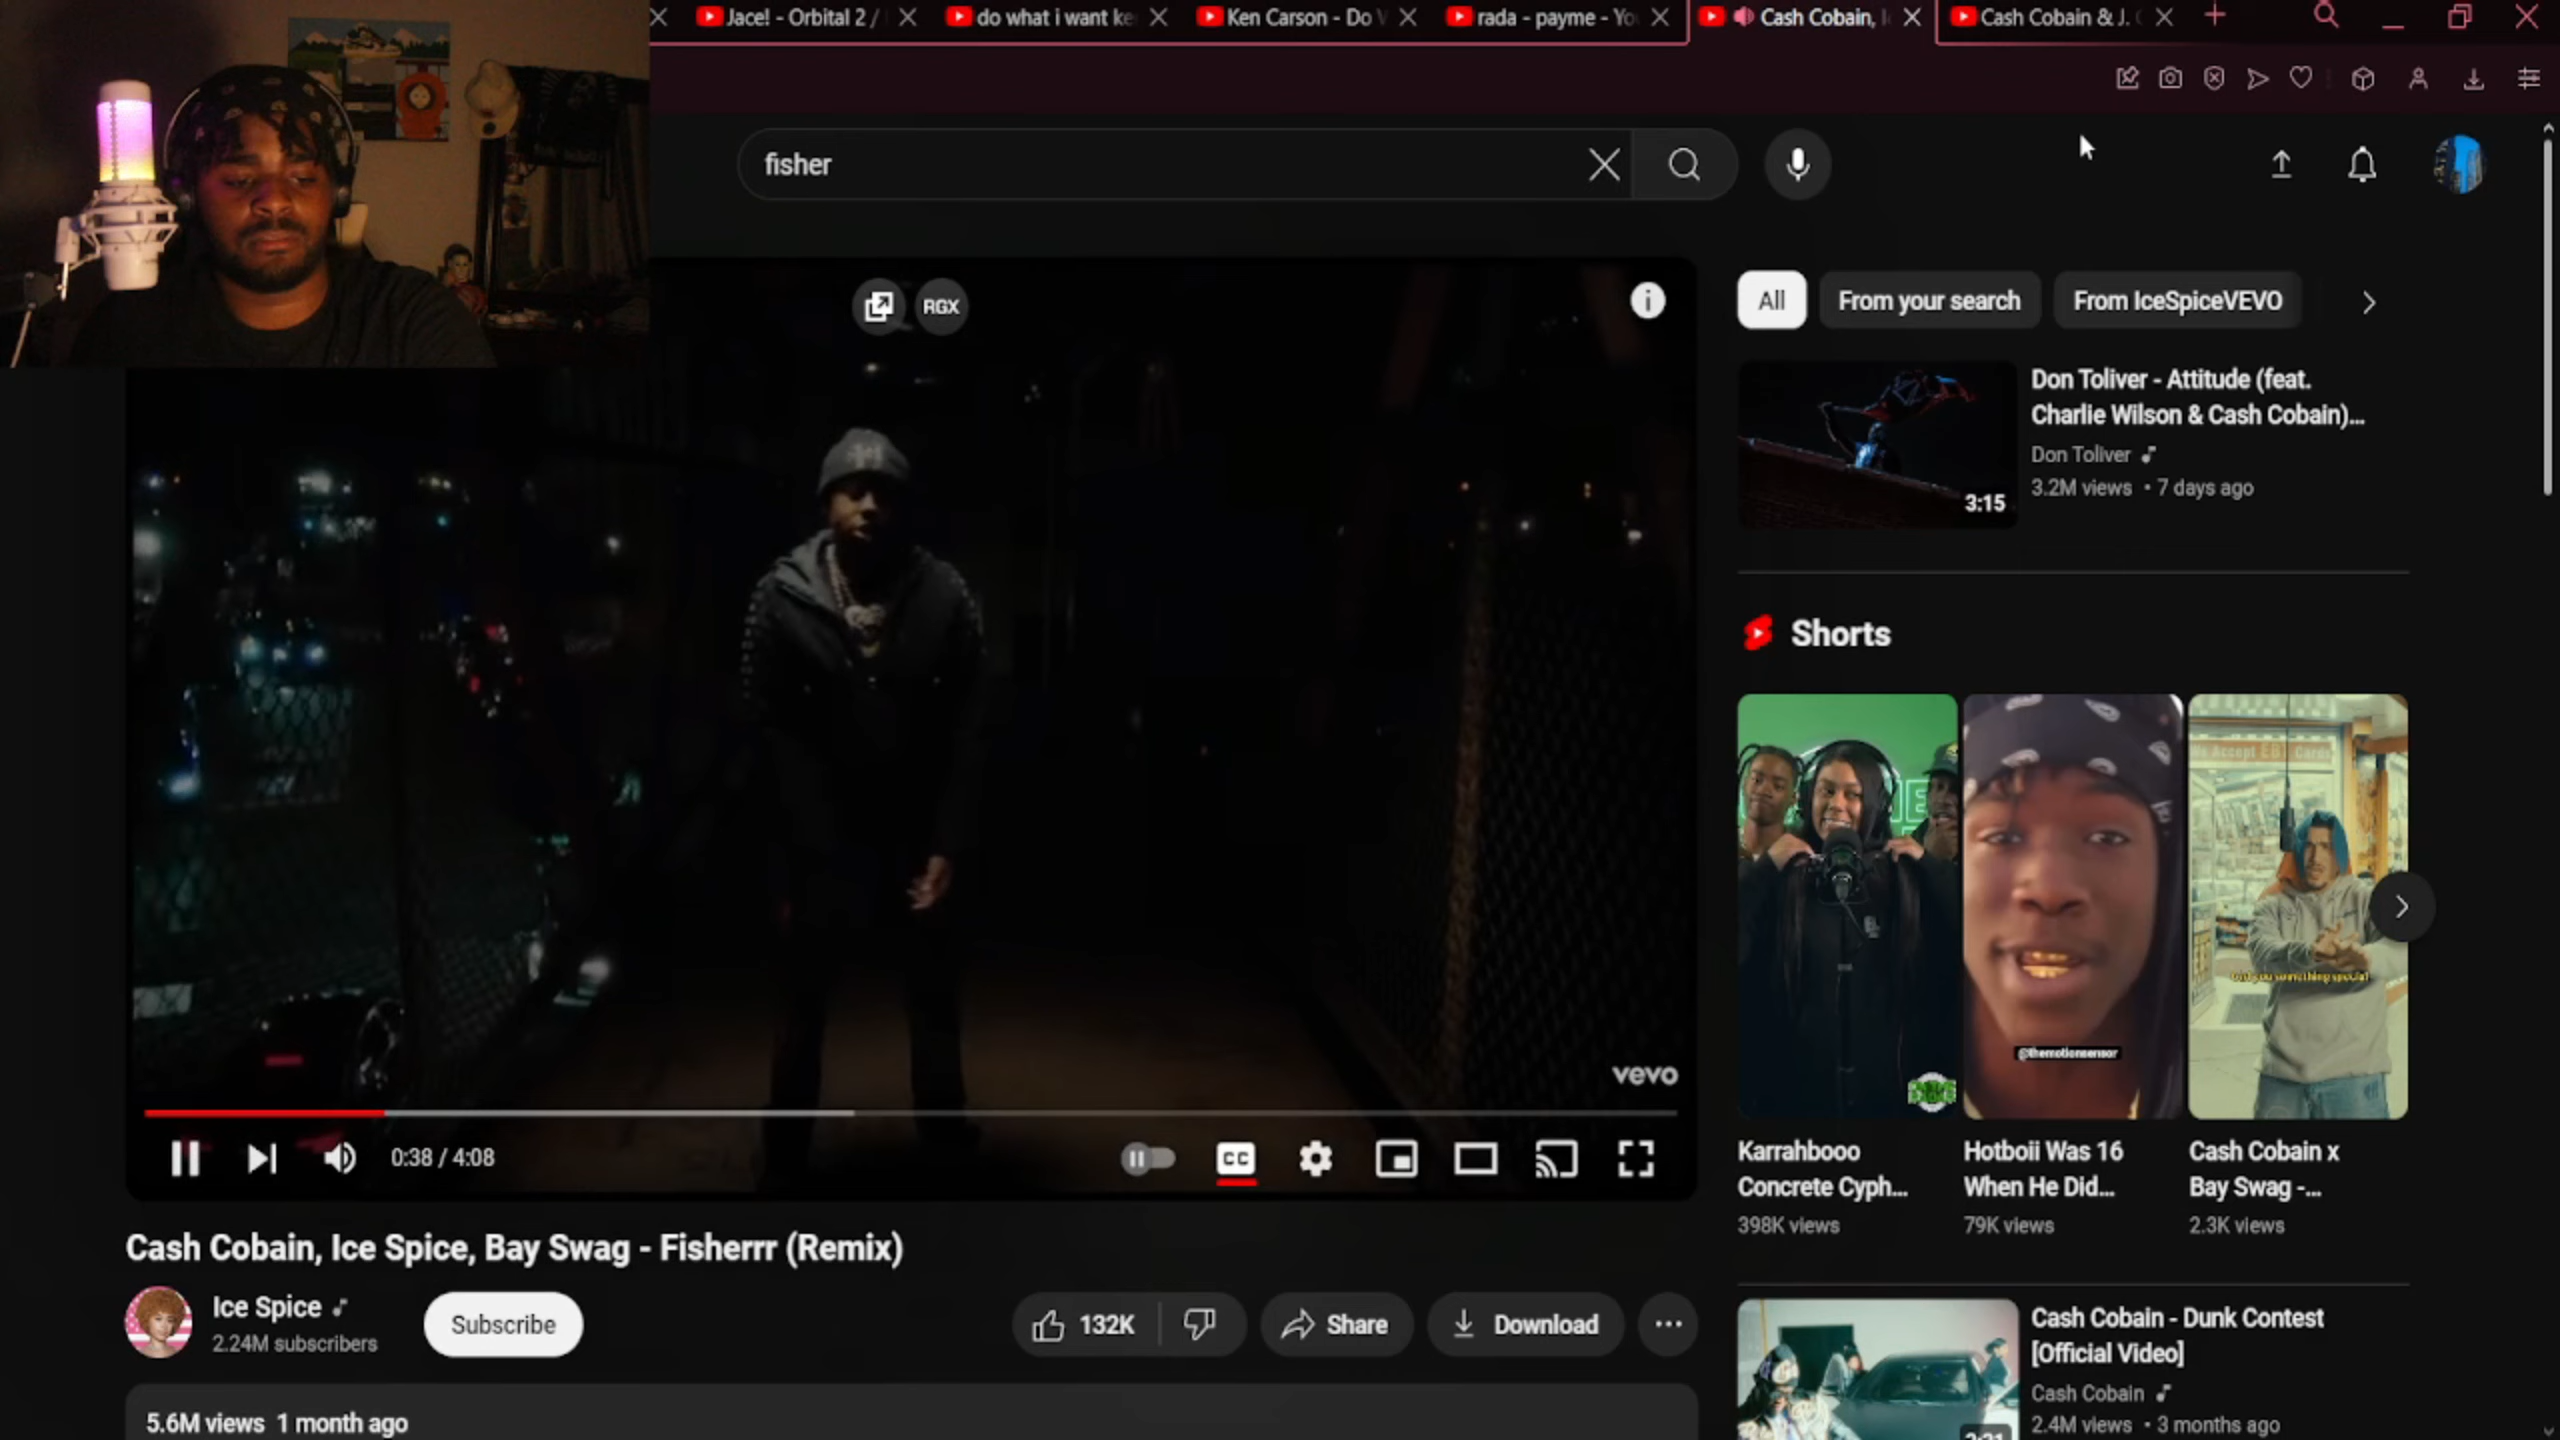 Jace! - Orbital 2 /
do what i want ke
Ken Carson - Do
rada - payme - Yo
Cash Cobain,
Cash Cobain & J.
fisher
RGX
All
From your search
From IceSpiceVEVO
Don Toliver - Attitude (feat.
Charlie Wilson & Cash Cobain)...
Don Toliver
3.2M views • 7 days ago
3:15
Shorts
@themotionsensor
Karrahbooo
Concrete Cyph...
398K views
Hotboii Was 16
When He Did...
79K views
Cash Cobain x
Bay Swag -...
2.3K views
vevo
0:38 / 4:08
CC
Cash Cobain, Ice Spice, Bay Swag - Fisherrr (Remix)
Ice Spice
2.24M subscribers
Subscribe
132K
Share
Download
5.6M views 1 month ago
Cash Cobain - Dunk Contest
[Official Video]
Cash Cobain
2.4M views • 3 months ago